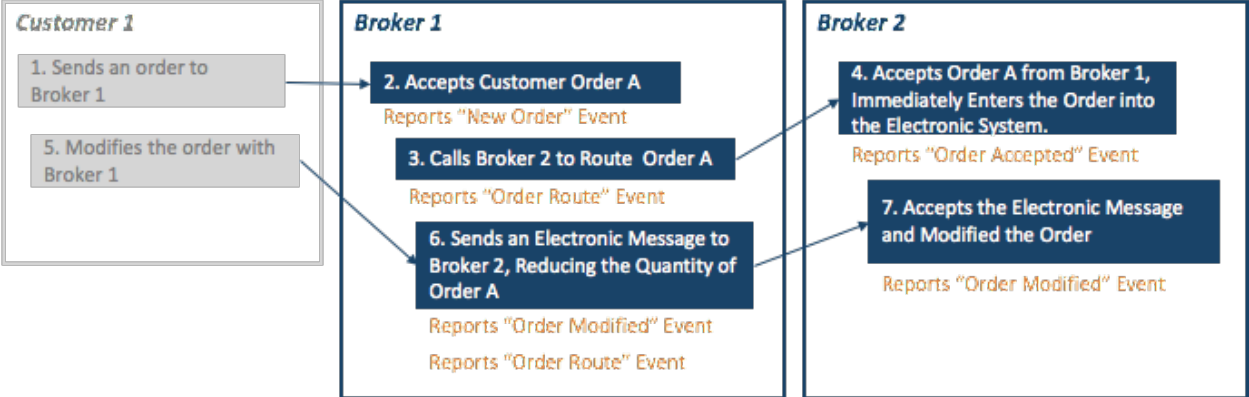 Customer 1
1. Sends an order to
Broker 1
5. Modifies the order with
Broker 1
Broker 1
2. Accepts Customer Order A
Reports "New Order" Event
3. Calls Broker 2 to Route Order A
Reports "Order Route" Event
6. Sends an Electronic Message to
Broker 2, Reducing the Quantity of
Order A
Reports "Order Modified" Event
Reports "Order Route" Event
Broker 2
4. Accepts Order A from Broker 1,
Immediately Enters the Order into
the Electronic System.
Reports "Order Accepted" Event
7. Accepts the Electronic Message
and Modified the Order
Reports "Order Modified" Event